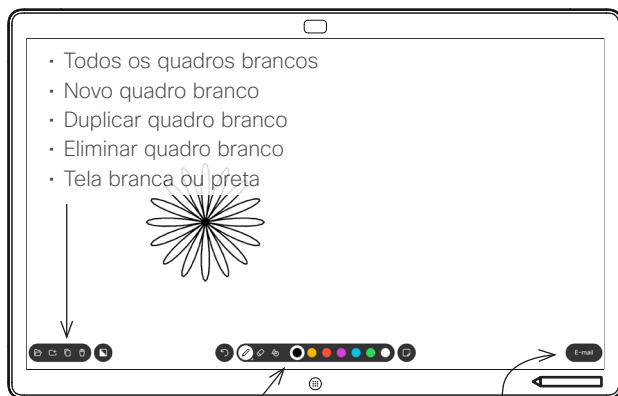 • Todos os quadros brancos
• Novo quadro branco
• Duplicar quadro branco
• Eliminar quadro branco
• Tela branca ou preta
E-mail